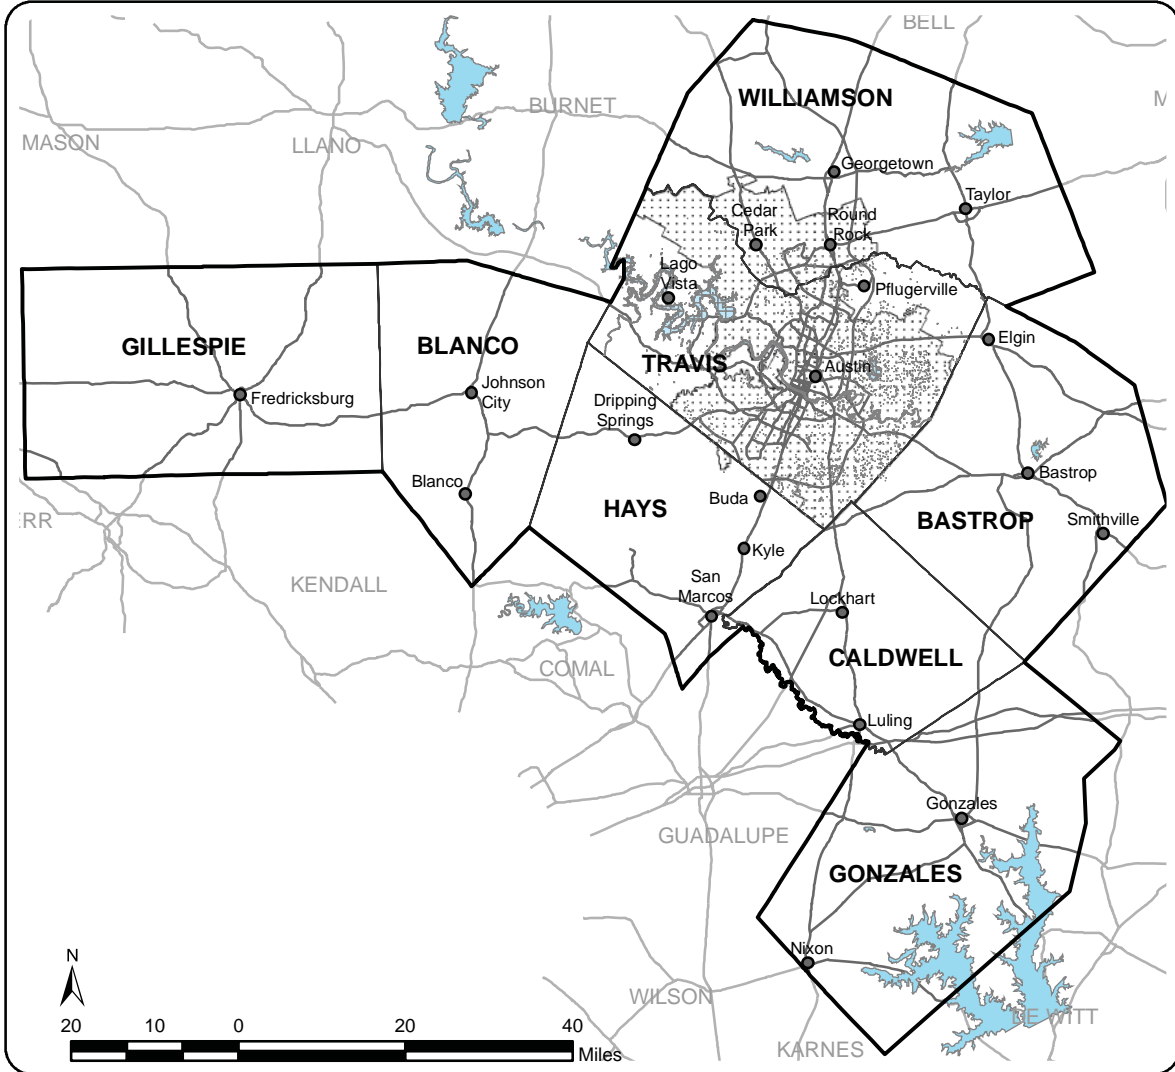 BELL
WILLIAMSON
BURNET
M
MASON
LLANO
Georgetown
Taylor
Cedar
Park
Round
Rock
Lago
Vista
Pflugerville
GILLESPIE
BLANCO
TRAVIS
Elgin
Austin
Johnson
City
Fredricksburg
Dripping
Springs
Bastrop
Blanco
Buda
HAYS
BASTROP
Smithville
ERR
Kyle
KENDALL
San
Marcos
Lockhart
CALDWELL
COMAL
Luling
Gonzales
GUADALUPE
GONZALES
Nixon
N
WILSON
DE WITT
KARNES
20 10 0 20 40
Miles